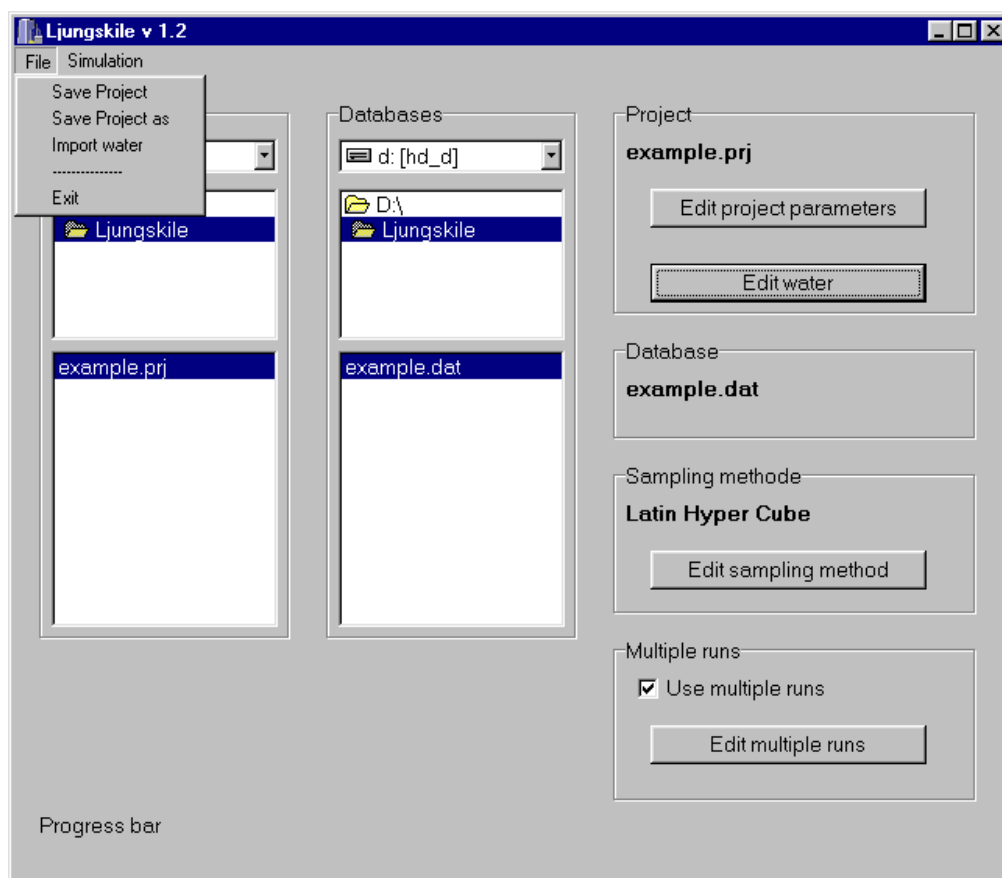 Ljungskile v 1.2
File Simulation
Save Project
Save Project as
Import water
---------------
Exit
Ljungskile
example.prj
Databases
d: [hd_d]
D:\
Ljungskile
example.dat
Project
example.prj
Edit project parameters
Edit water
Database
example.dat
Sampling methode
Latin Hyper Cube
Edit sampling method
Multiple runs
Use multiple runs
Edit multiple runs
Progress bar